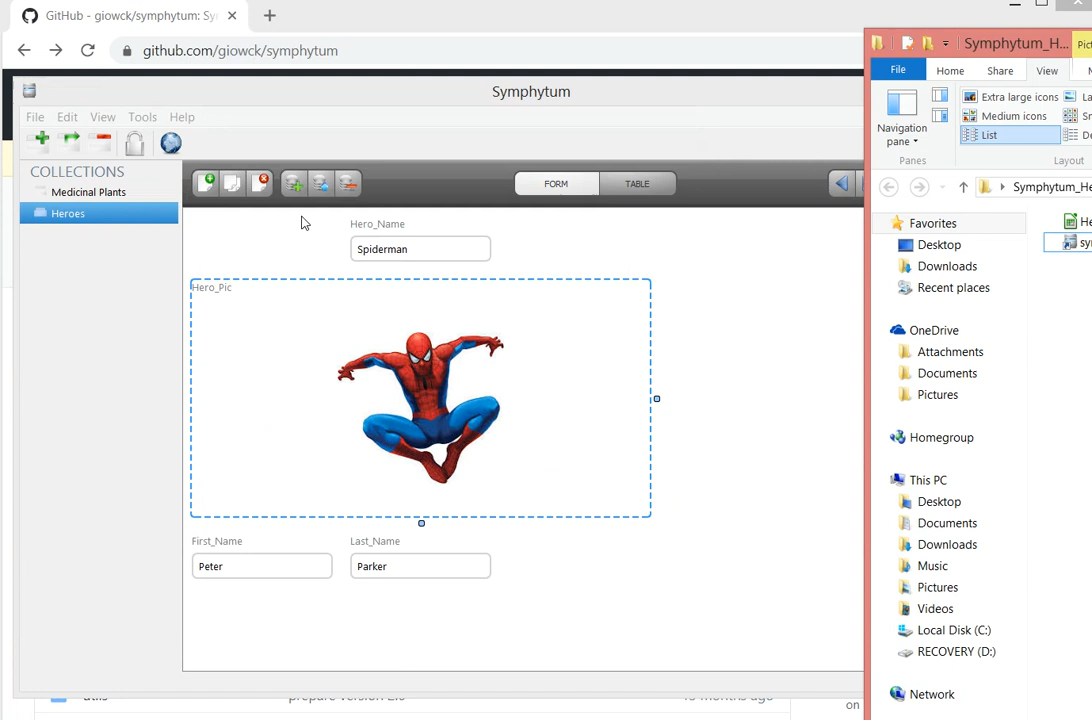 GitHub - giowck/symphytum: Sy
github.com/giowck/symphytum
Symphytum
File Edit View Tools Help
COLLECTIONS
Medicinal Plants
Heroes
FORM TABLE
Hero_Name
Spiderman
Hero_Pic
First_Name Last_Name
Peter Parker
prepare version 2.0
on
Symphytum_H...
File Home Share View
Navigation pane
Extra large icons
Medium icons
List
Panes Layout
Symphytum_He
Favorites
Desktop
Downloads
Recent places
OneDrive
Attachments
Documents
Pictures
Homegroup
This PC
Desktop
Documents
Downloads
Music
Pictures
Videos
Local Disk (C:)
RECOVERY (D:)
Network
He
sy